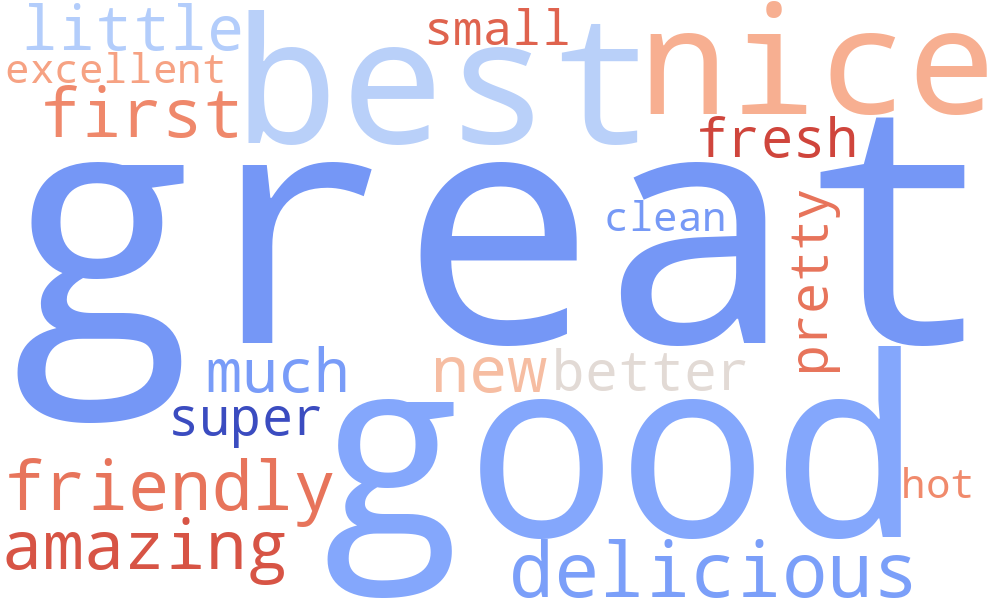 little
best
small
nice
excellent
first
fresh
great
clean
pretty
much
new
better
super
good
friendly
hot
amazing
delicious